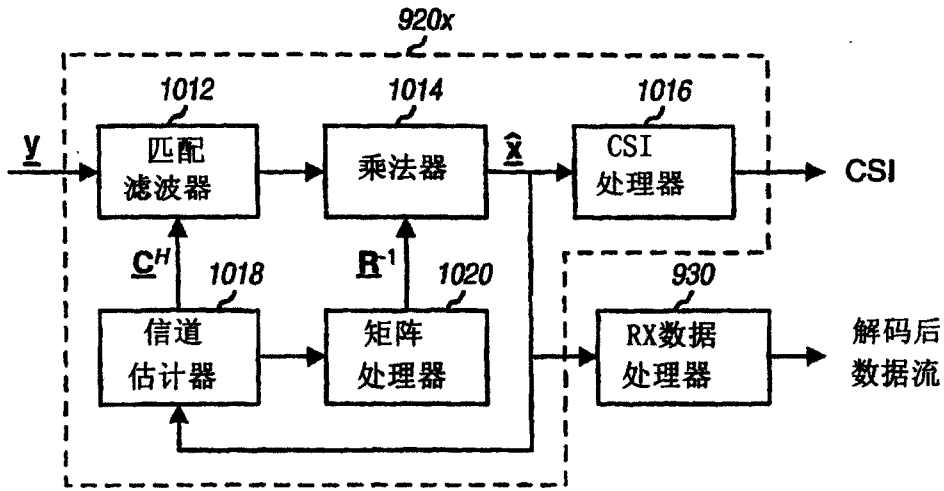 920x
1012
1014
1016
y
匹配
滤波器
乘法器
x̂
CSI
处理器
CSI
C^H
1018
R^-1
1020
930
信道
估计器
矩阵
处理器
RX数据
处理器
解码后
数据流